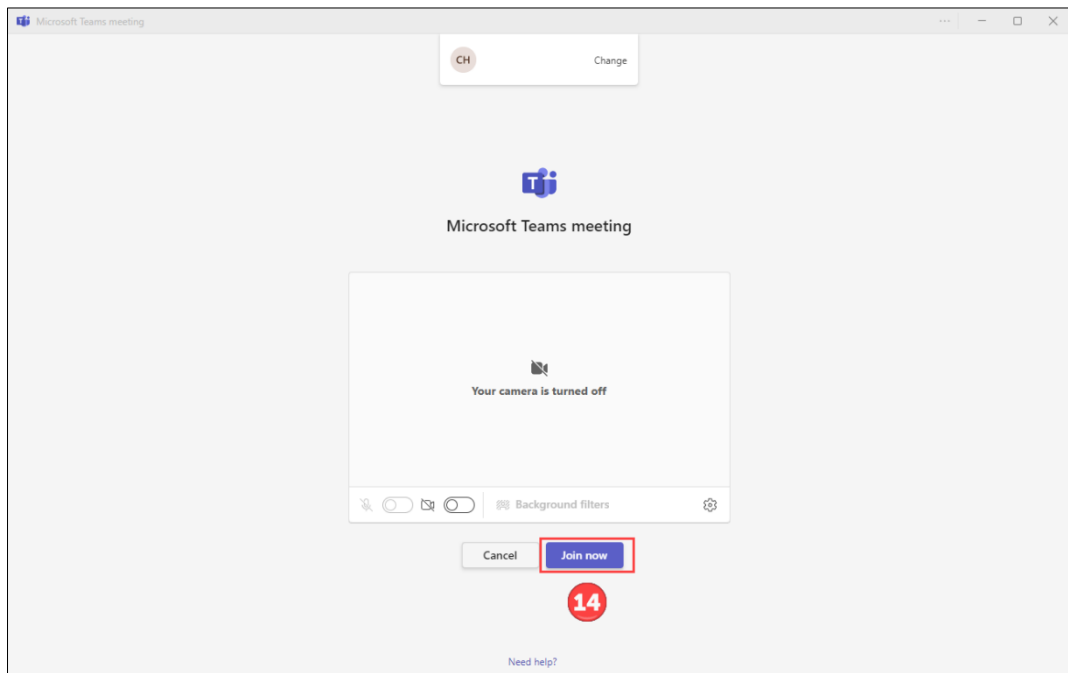 Microsoft Teams meeting
CH Change
T
Microsoft Teams meeting
Your camera is turned off
Background filters
Cancel Join now
14
Need help?